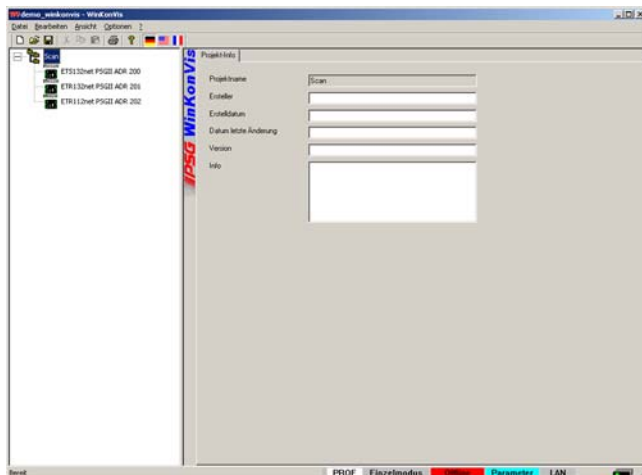 demo_winkonvis - WinKonVis
Datei Bearbeiten Ansicht Optionen ?
Scan
ETS132net PSGII ADR 200
ETR132net PSGII ADR 201
ETR112net PSGII ADR 202
PSG WinKonVis
Projekt-Info
Projektname
Scan
Ersteller
Erstelldatum
Datum letzte Änderung
Version
Info
Bereit
PROF Einzelmodus Offline Parameter LAN